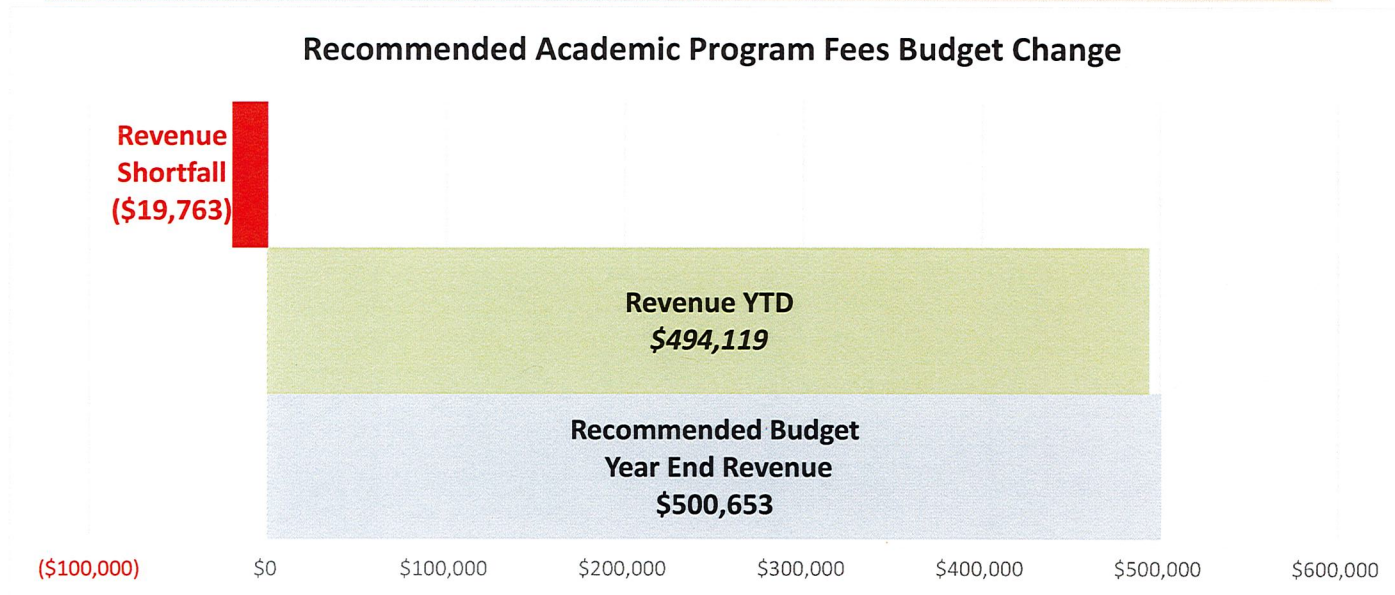 Recommended Academic Program Fees Budget Change
Revenue
Shortfall
($19,763)
Revenue YTD
$494,119
Recommended Budget
Year End Revenue
$500,653
($100,000) $0 $100,000 $200,000 $300,000 $400,000 $500,000 $600,000